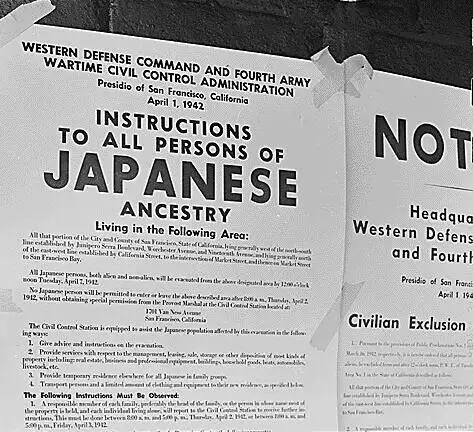 WESTERN DEFENSE COMMAND AND FOURTH ARMY
WARTIME CIVIL CONTROL ADMINISTRATION
Presidio of San Francisco, California
April 1, 1942
INSTRUCTIONS
TO ALL PERSONS OF
JAPANESE
ANCESTRY
Living in the Following Area:
All that portion of the City and County of San Francisco, State of California, lying generally west of the north-south
line established by Junipero Serra Boulevard, Worchester Avenue, and Nineteenth Avenue, and lying generally north
of the east-west line established by California Street, to the intersection of Market Street, and thence on Market Street
to San Francisco Bay.
All Japanese persons, both alien and non-alien, will be evacuated from the above designated area by 12:00 o'clock
noon Tuesday, April 7, 1942.
No Japanese person will be permitted to enter or leave the above described area after 8:00 a. m., Thursday, April 2,
1942, without obtaining special permission from the Provost Marshal at the Civil Control Station located at:
1701 Van Ness Avenue
San Francisco, California
The Civil Control Station is equipped to assist the Japanese population affected by this evacuation in the follow-
ing ways:
1. Give advice and instructions on the evacuation.
2. Provide services with respect to the management, leasing, sale, storage or other disposition of most kinds of
property including: real estate, business and professional equipment, buildings, household goods, boats, automobiles,
livestock, etc.
3. Provide temporary residence elsewhere for all Japanese in family groups.
4. Transport persons and a limited amount of clothing and equipment to their new residence, as specified below.
The Following Instructions Must Be Observed:
1. A responsible member of each family, preferably the head of the family, or the person in whose name most of
the property is held, and each individual living alone, will report to the Civil Control Station to receive further in-
structions. This must be done between 8:00 a. m. and 5:00 p. m., Thursday, April 2, 1942, or between 8:00 a. m. and
5:00 p. m., Friday, April 3, 1942.
NOT
Headqua
Western Defens
and Fourth
Presidio of San Franci
April 1, 194
Civilian Exclusion